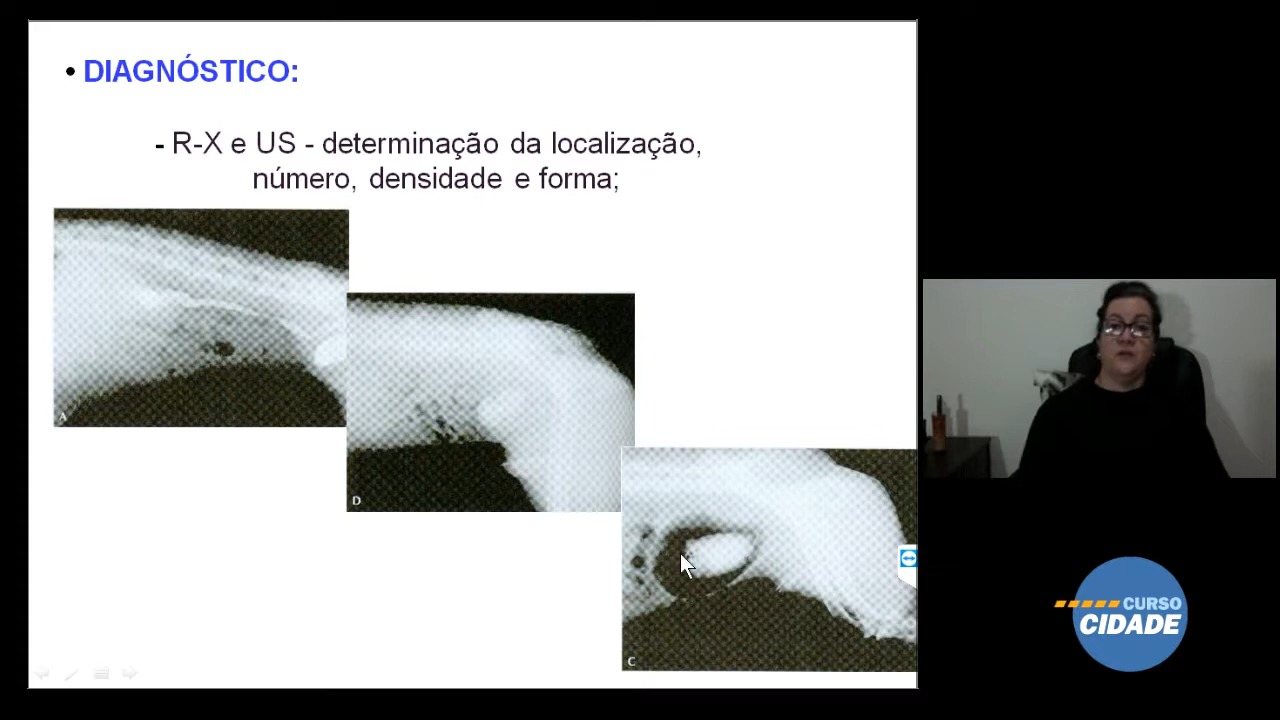 • DIAGNÓSTICO:
- R-X e US - determinação da localização,
número, densidade e forma;
A
D
C
CURSO
CIDADE